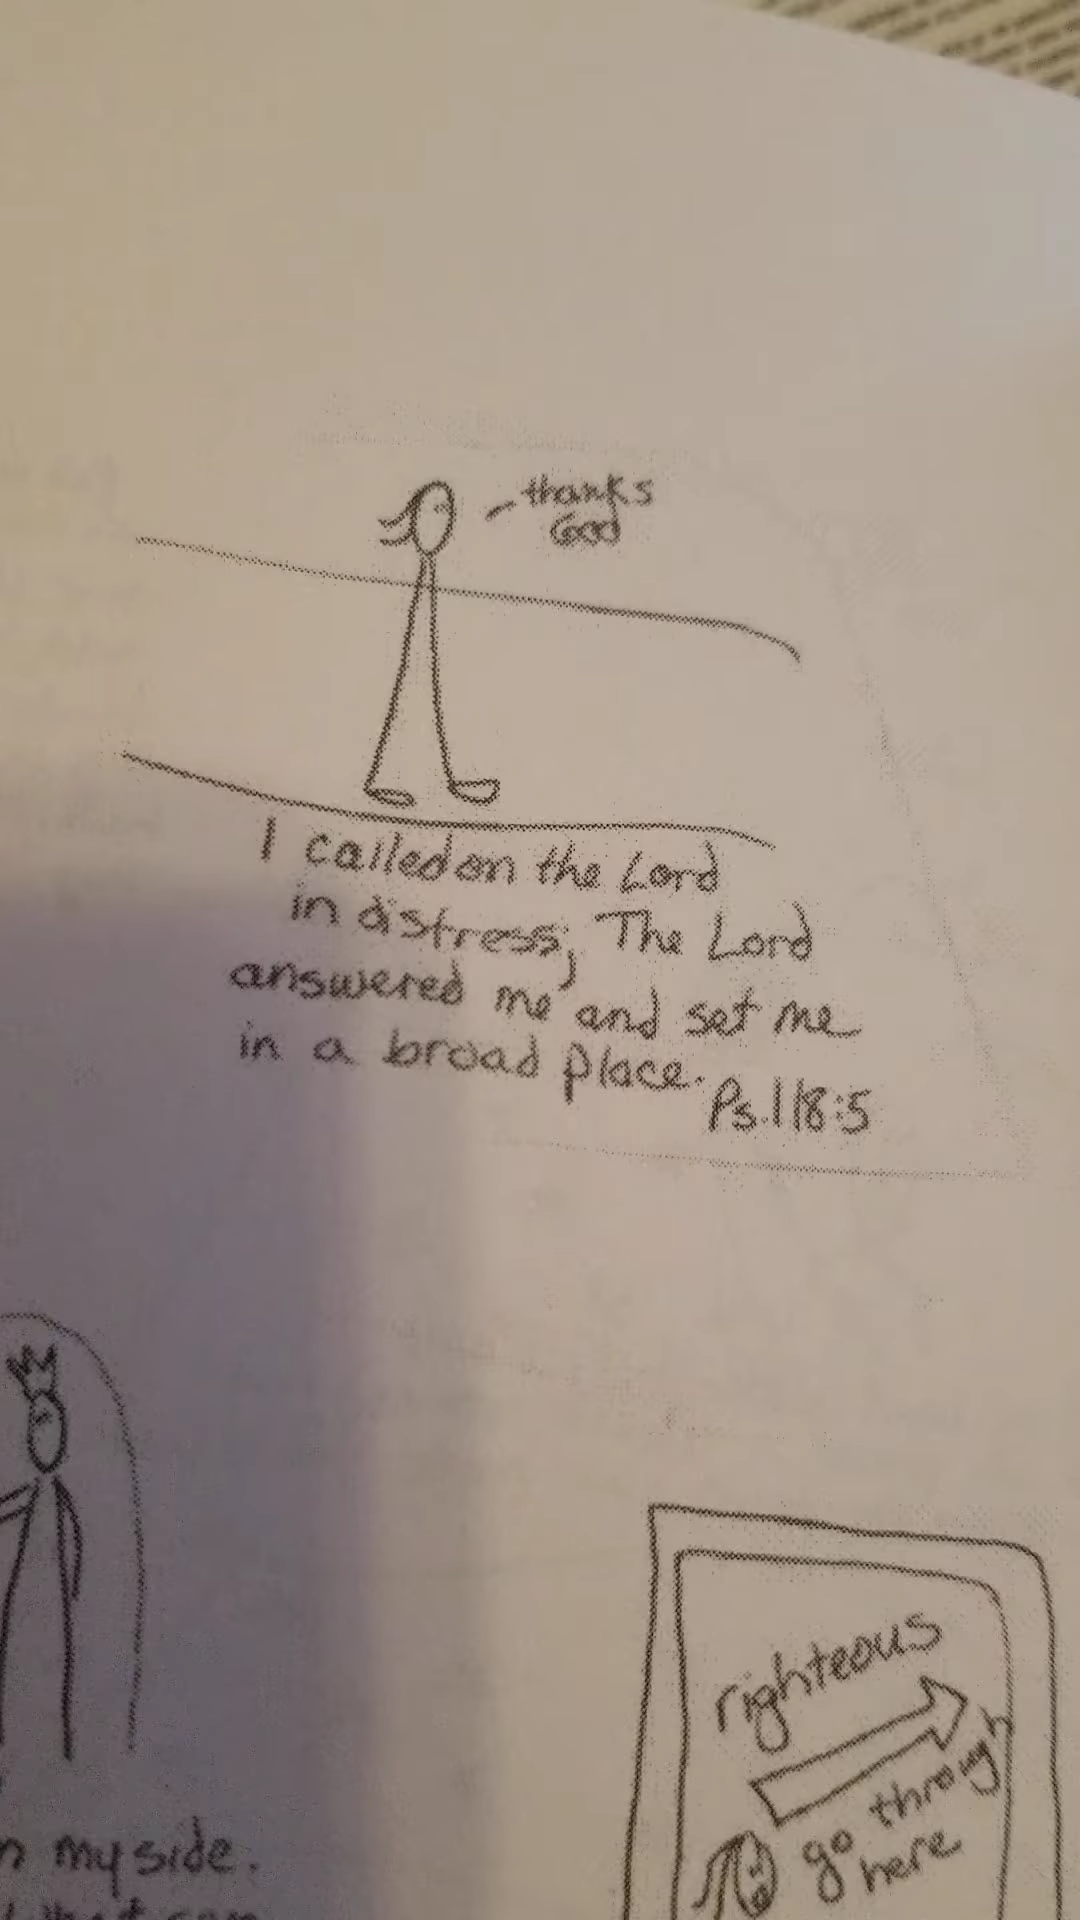 thanks
God
I called on the Lord
in distress; The Lord
answered me and set me
in a broad place.
Ps. 118:5
righteous
go through
here
my side.